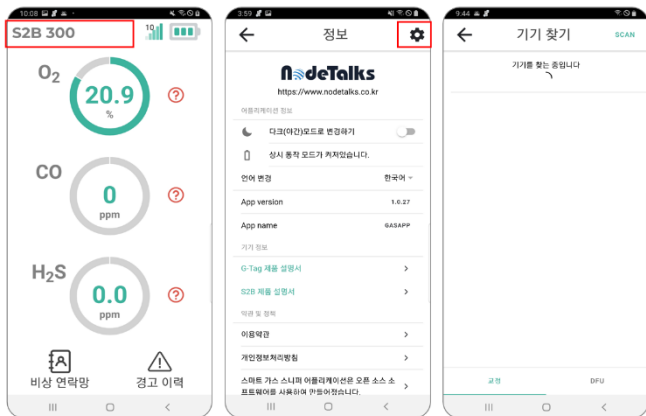 10:08
S2B 300
10
O2
20.9
%
?
CO
0
ppm
?
H2S
0.0
ppm
?
비상 연락망
경고 이력
3:59
정보
NodeTalks
https://www.nodetalks.co.kr
어플리케이션 정보
다크(야간)모드로 변경하기
상시 동작 모드가 켜져있습니다.
언어 변경
한국어
App version
1.0.27
App name
GASAPP
기기 정보
G-Tag 제품 설명서
S2B 제품 설명서
약관 및 정책
이용약관
개인정보처리방침
스마트 가스 스니퍼 어플리케이션은 오픈 소스 소
프트웨어를 사용하여 만들어졌습니다.
9:44
기기 찾기
SCAN
기기를 찾는 중입니다
교정
DFU